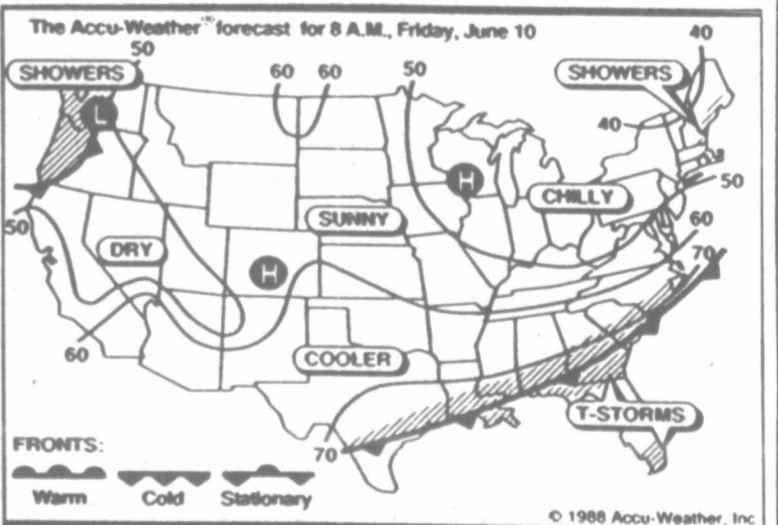 The Accu-Weather® forecast for 8 A.M., Friday, June 10
50
40
SHOWERS
60 60
50
SHOWERS
L
40
H
50
CHILLY
50
SUNNY
60
DRY
H
70
60
COOLER
T-STORMS
FRONTS:
70
Warm Cold Stationary
© 1988 Accu-Weather, Inc